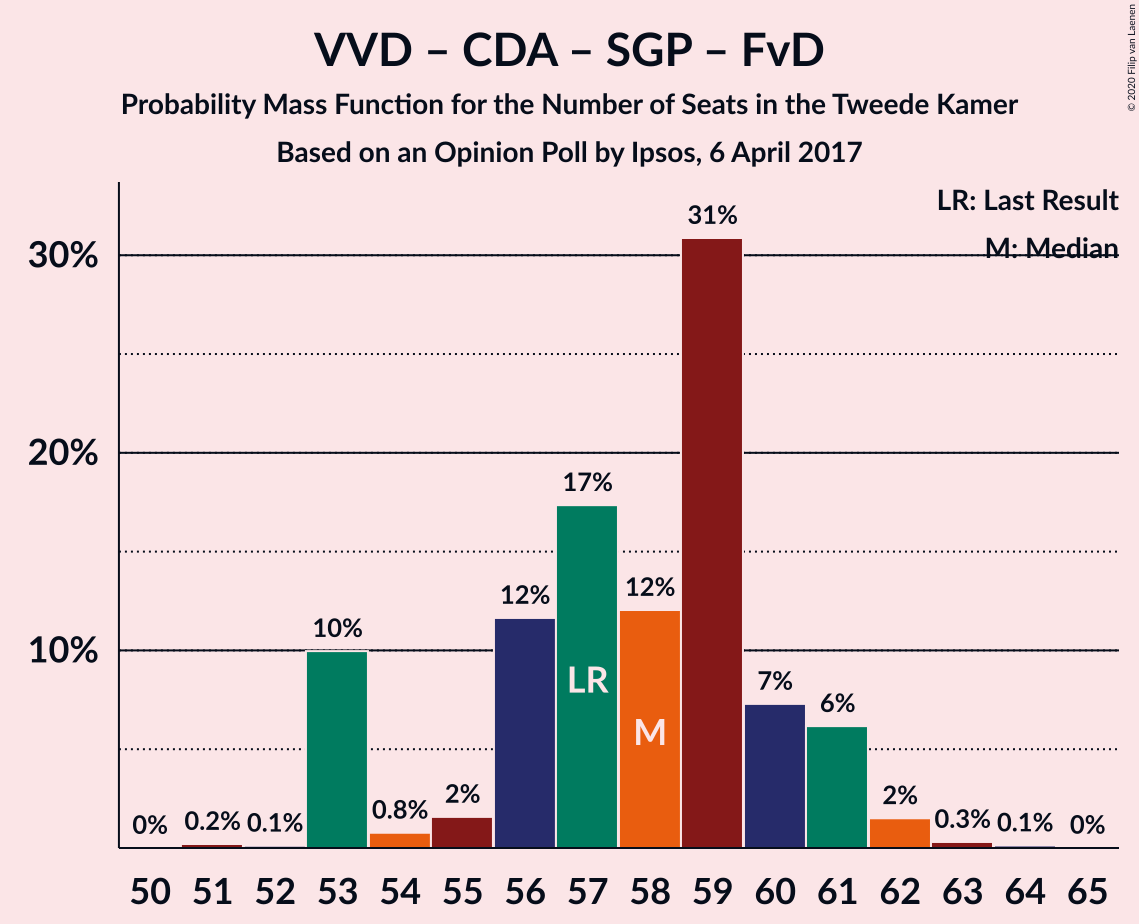 VVD – CDA – SGP – FvD
Probability Mass Function for the Number of Seats in the Tweede Kamer
Based on an Opinion Poll by Ipsos, 6 April 2017
© 2020 Filip van Laenen
LR: Last Result
M: Median
30%
20%
10%
0%
0.2%
0.1%
10%
0.8%
2%
12%
17%
12%
31%
7%
6%
2%
0.3%
0.1%
0%
LR
M
50 51 52 53 54 55 56 57 58 59 60 61 62 63 64 65